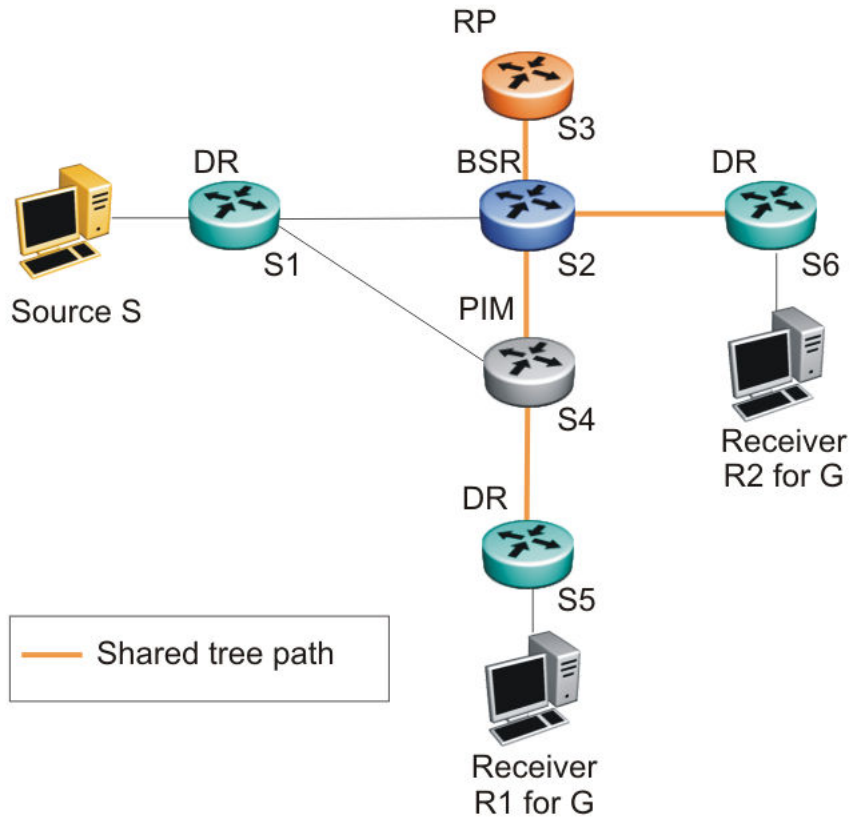 RP
S3
DR
BSR
DR
S1
S2
S6
Source S
PIM
S4
Receiver
R2 for G
DR
S5
Shared tree path
Receiver
R1 for G